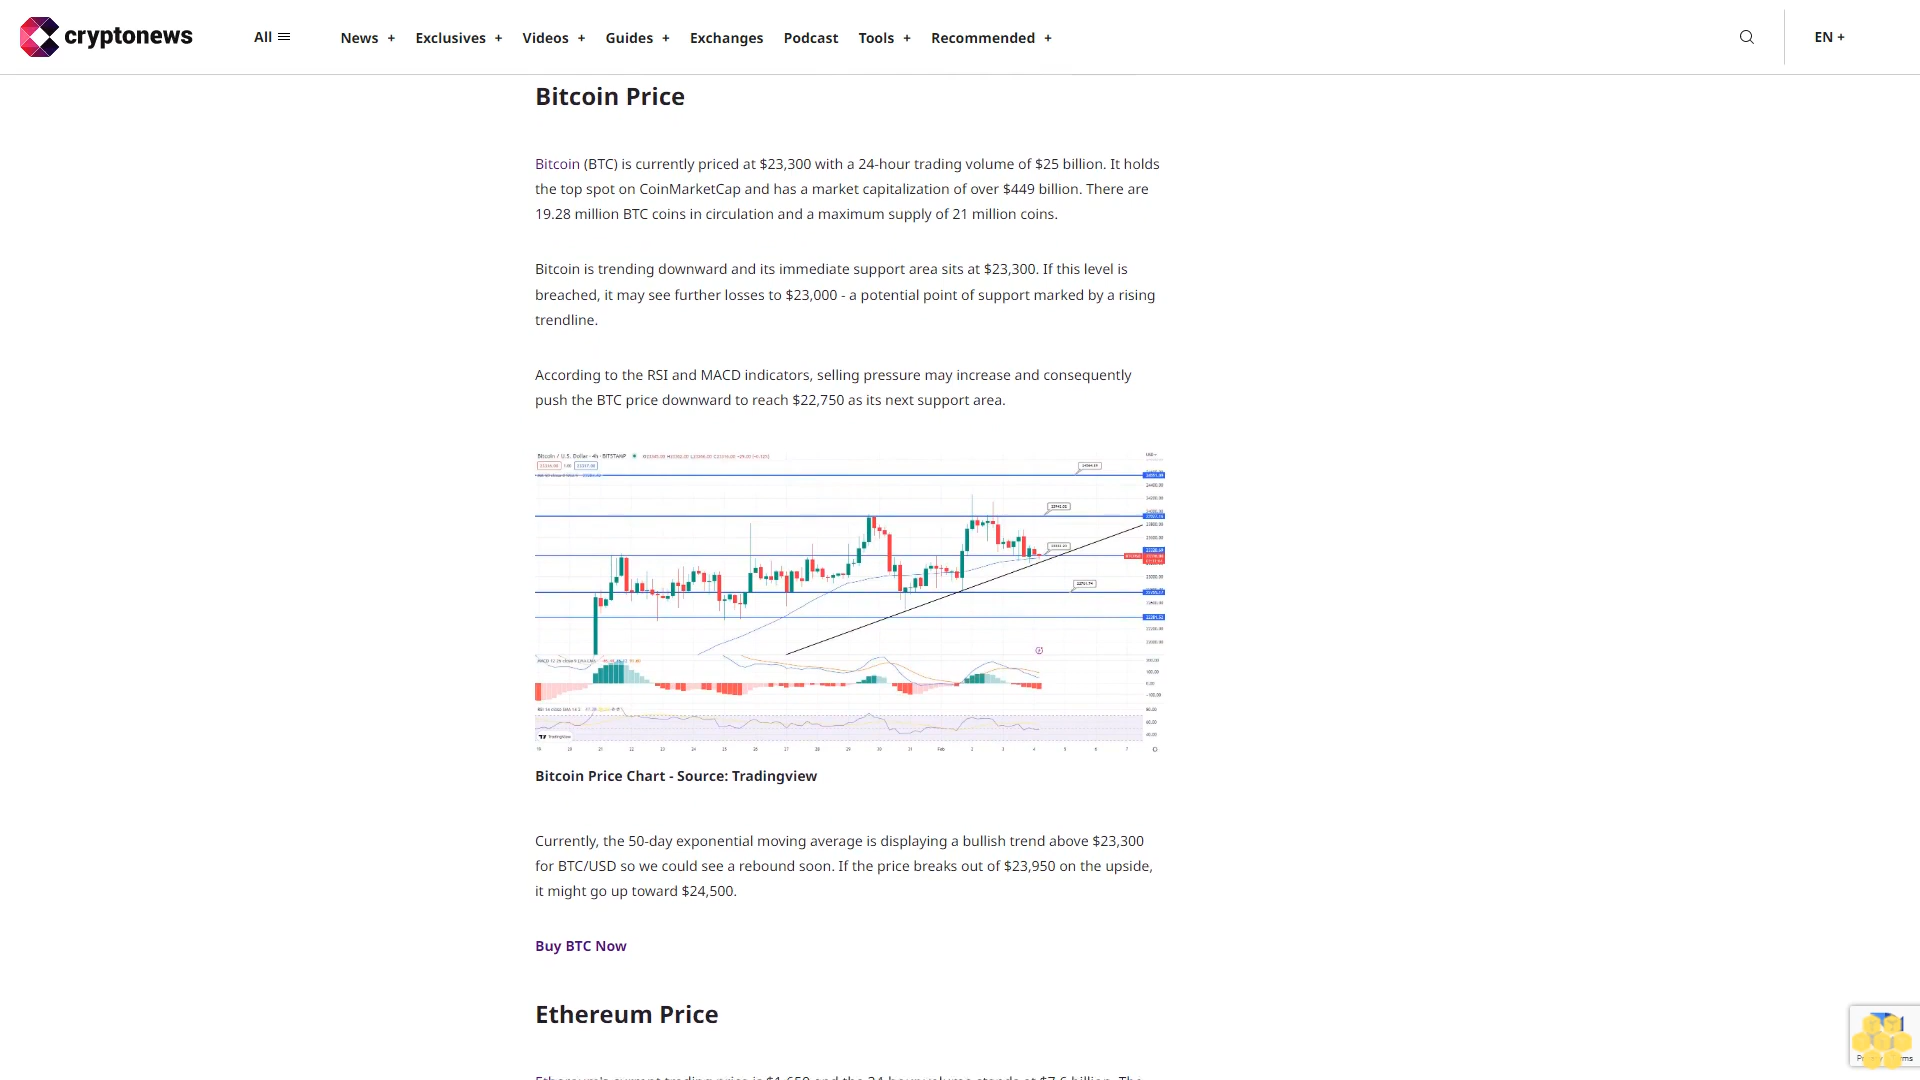 cryptonews
All
News +
Exclusives +
Videos +
Guides +
Exchanges
Podcast
Tools +
Recommended +
EN +
Bitcoin Price
Bitcoin (BTC) is currently priced at $23,300 with a 24-hour trading volume of $25 billion. It holds
the top spot on CoinMarketCap and has a market capitalization of over $449 billion. There are
19.28 million BTC coins in circulation and a maximum supply of 21 million coins.
Bitcoin is trending downward and its immediate support area sits at $23,300. If this level is
breached, it may see further losses to $23,000 - a potential point of support marked by a rising
trendline.
According to the RSI and MACD indicators, selling pressure may increase and consequently
push the BTC price downward to reach $22,750 as its next support area.
Bitcoin / U.S. Dollar · 4h · BITSTAMP
TradingView
Bitcoin Price Chart - Source: Tradingview
Currently, the 50-day exponential moving average is displaying a bullish trend above $23,300
for BTC/USD so we could see a rebound soon. If the price breaks out of $23,950 on the upside,
it might go up toward $24,500.
Buy BTC Now
Ethereum Price